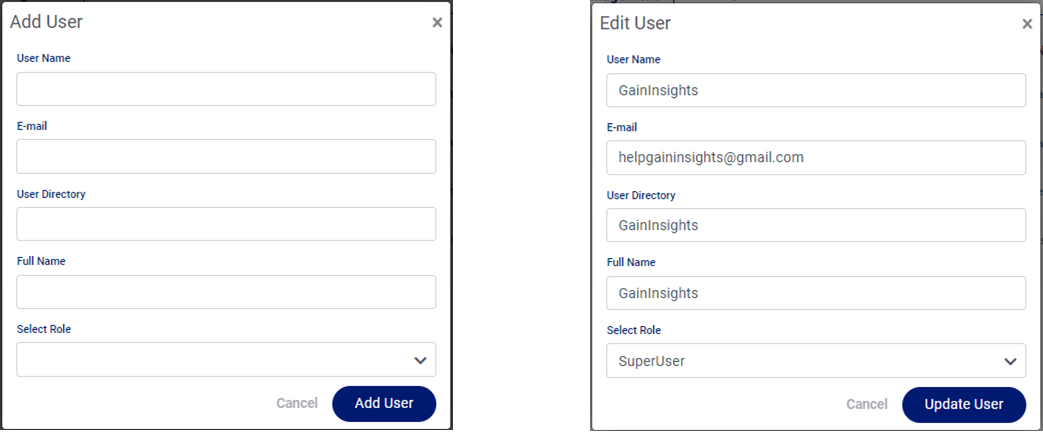 Add User
×
User Name
E-mail
User Directory
Full Name
Select Role
Cancel
Add User
Edit User
×
User Name
GainInsights
E-mail
helpgaininsights@gmail.com
User Directory
GainInsights
Full Name
GainInsights
Select Role
SuperUser
Cancel
Update User